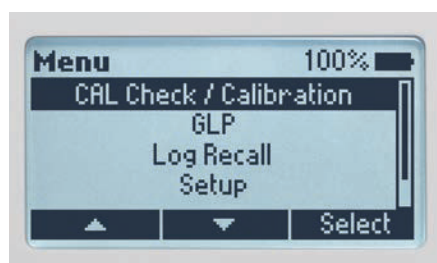 Menu 100%
CAL Check / Calibration
GLP
Log Recall
Setup
Select